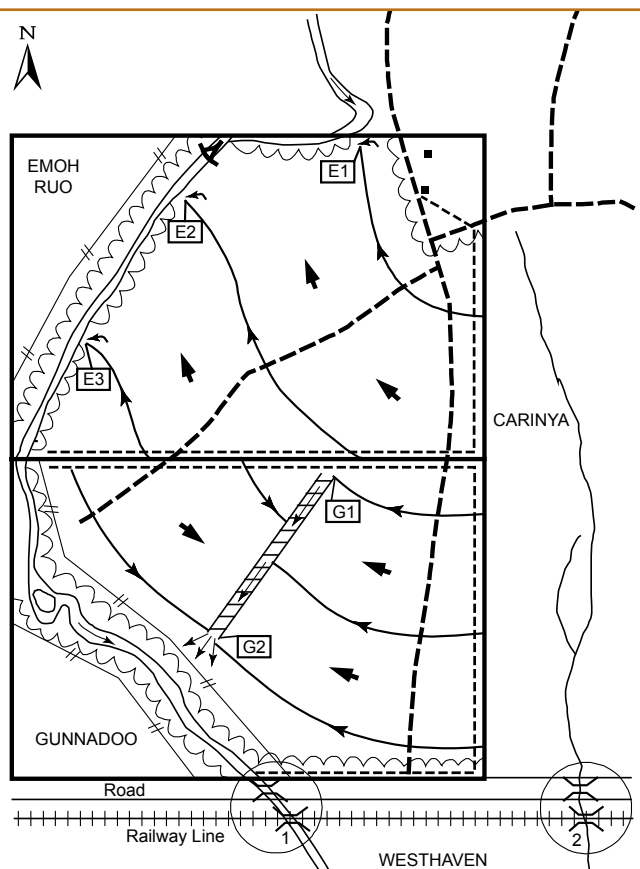 N
EMOH
RUO
E1
E2
E3
CARINYA
G1
G2
GUNNADOO
Road
Railway Line
1
2
WESTHAVEN